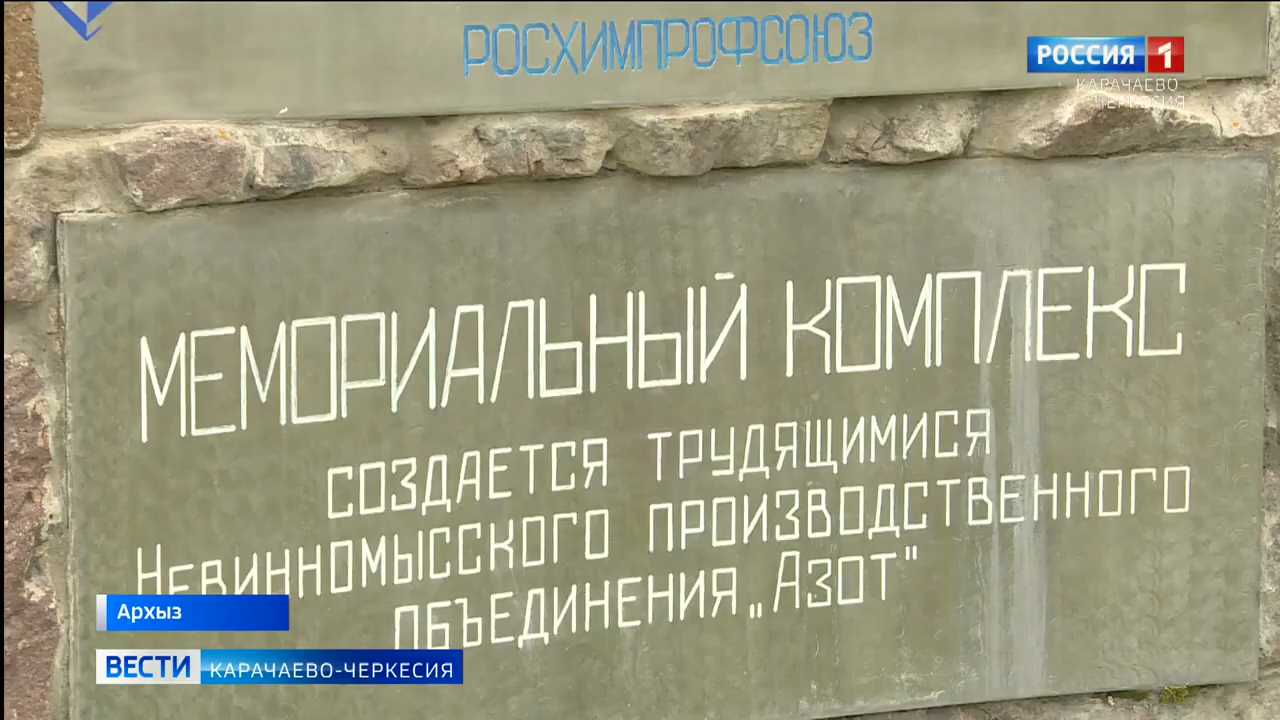 РОСХИМПРОФСОЮЗ
РОССИЯ 1
КАРАЧАЕВО
ЧЕРКЕСИЯ
МЕМОРИАЛЬНЫЙ КОМПЛЕКС
СОЗДАЕТСЯ ТРУДЯЩИМИСЯ
НЕВИННОМЫССКОГО ПРОИЗВОДСТВЕННОГО
ОБЪЕДИНЕНИЯ „АЗОТ"
Архыз
ВЕСТИ КАРАЧАЕВО-ЧЕРКЕСИЯ